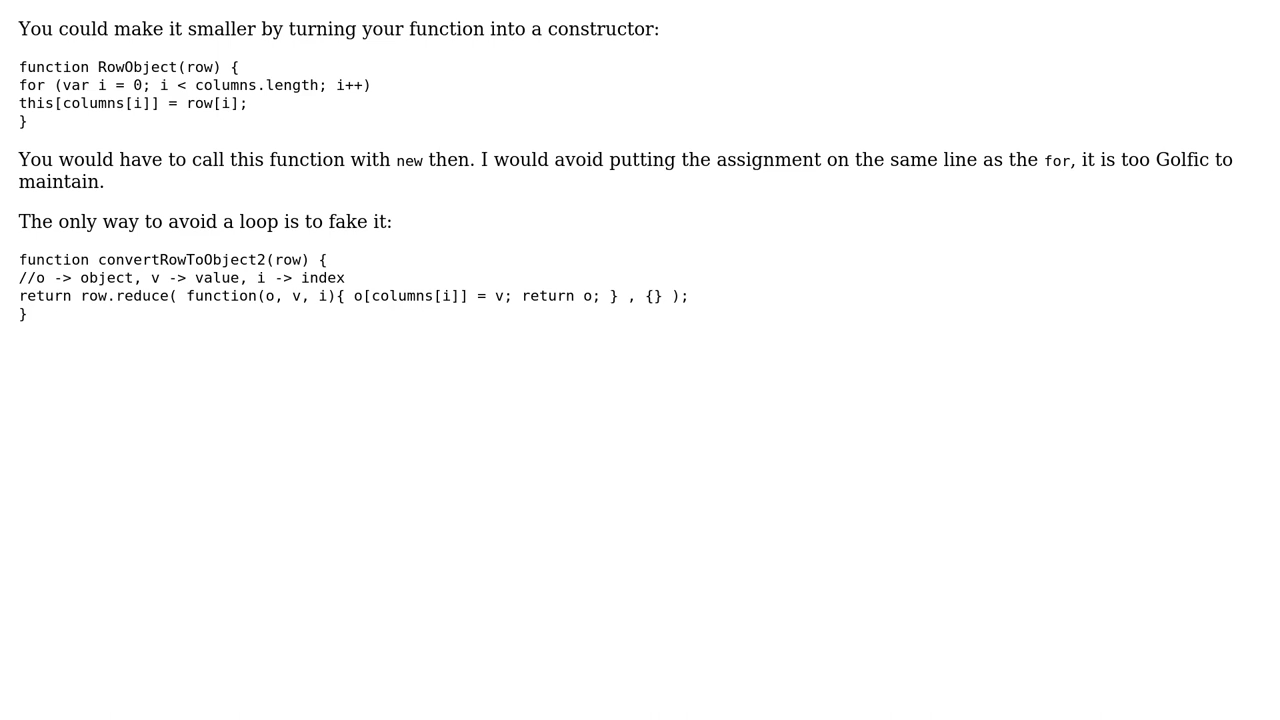 You could make it smaller by turning your function into a constructor:
function RowObject(row) {
for (var i = 0; i < columns.length; i++)
this[columns[i]] = row[i];
}
You would have to call this function with new then. I would avoid putting the assignment on the same line as the for, it is too Golfic to
maintain.
The only way to avoid a loop is to fake it:
function convertRowToObject2(row) {
//o -> object, v -> value, i -> index
return row.reduce( function(o, v, i){ o[columns[i]] = v; return o; } , {} );
}